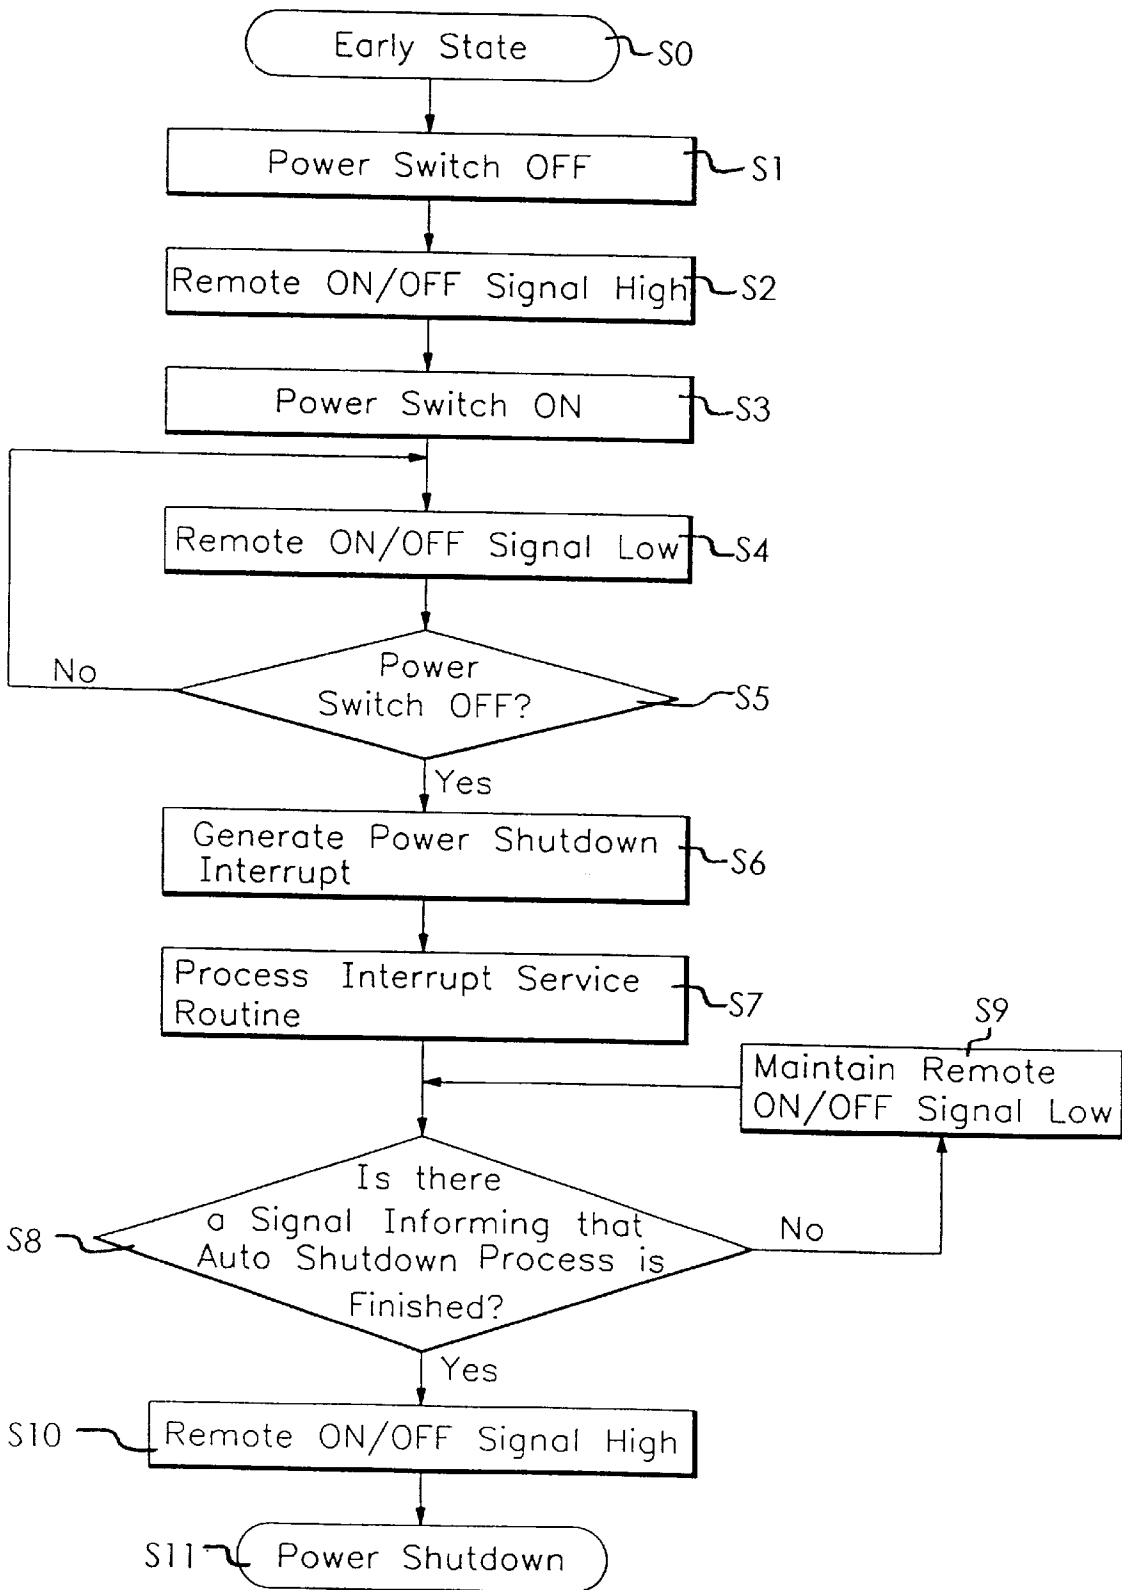 Early State
S0
Power Switch OFF
S1
Remote ON/OFF Signal High
S2
Power Switch ON
S3
Remote ON/OFF Signal Low
S4
No
Power
Switch OFF?
S5
Yes
Generate Power Shutdown
Interrupt
S6
Process Interrupt Service
Routine
S7
S9
Maintain Remote
ON/OFF Signal Low
Is there
a Signal Informing that
Auto Shutdown Process is
Finished?
S8
No
Yes
S10
Remote ON/OFF Signal High
S11
Power Shutdown